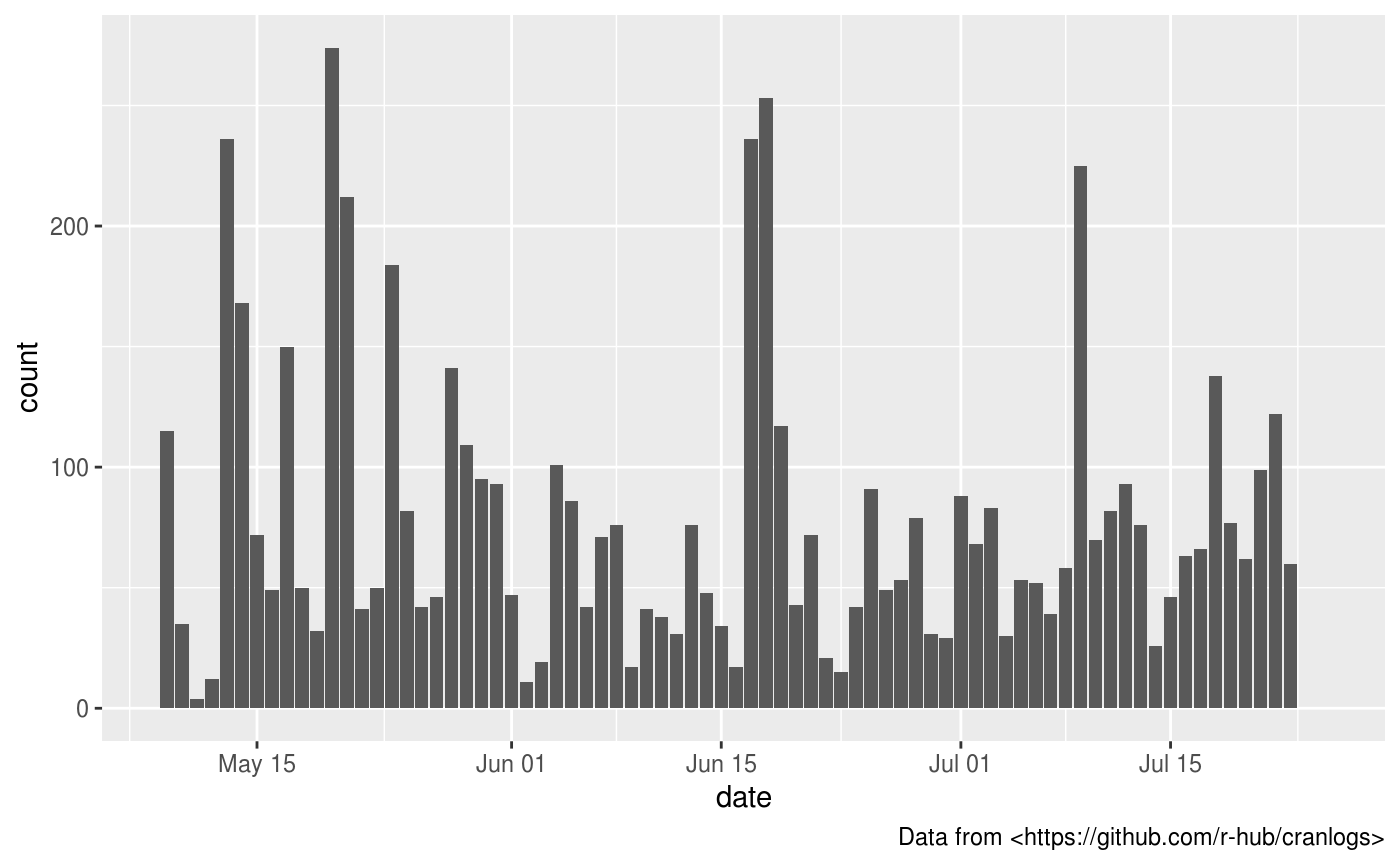 count
200
100
0
May 15
Jun 01
Jun 15
Jul 01
Jul 15
date
Data from <https://github.com/r-hub/cranlogs>